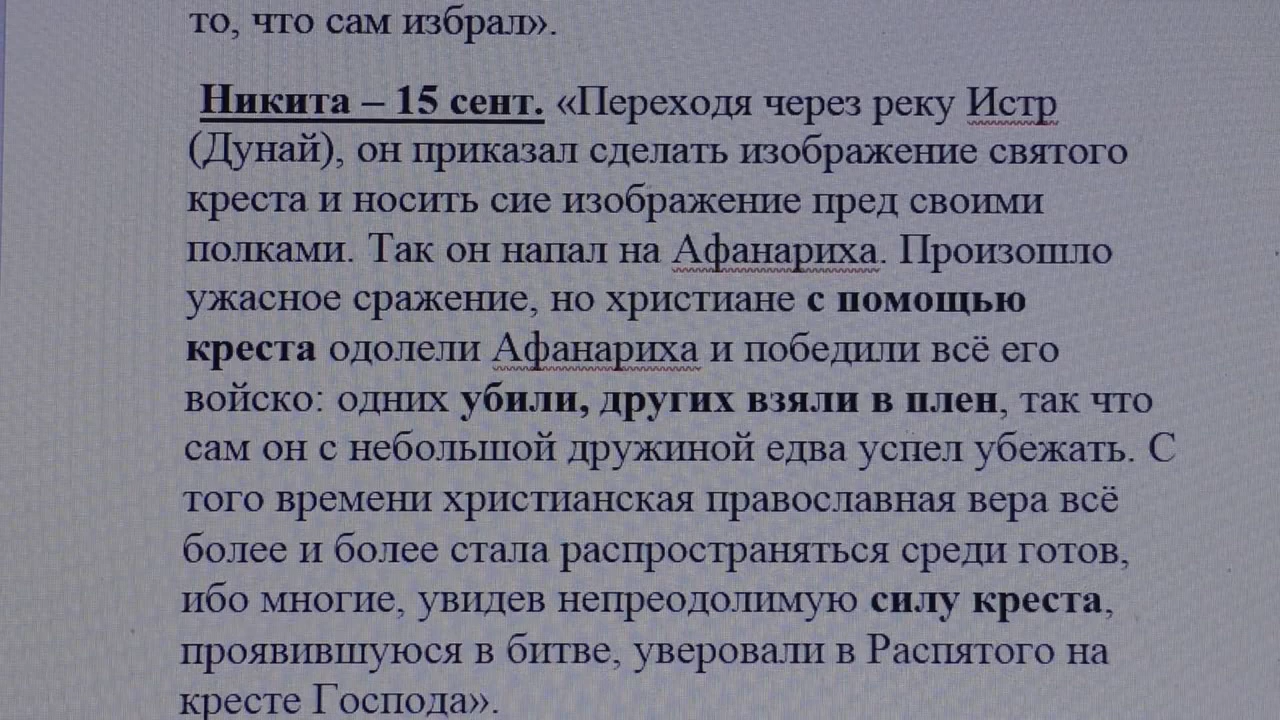 то, что сам избрал».
Никита – 15 сент. «Переходя через реку Истр
(Дунай), он приказал сделать изображение святого
креста и носить сие изображение пред своими
полками. Так он напал на Афанариха. Произошло
ужасное сражение, но христиане с помощью
креста одолели Афанариха и победили всё его
войско: одних убили, других взяли в плен, так что
сам он с небольшой дружиной едва успел убежать. С
того времени христианская православная вера всё
более и более стала распространяться среди готов,
ибо многие, увидев непреодолимую силу креста,
проявившуюся в битве, уверовали в Распятого на
кресте Господа».